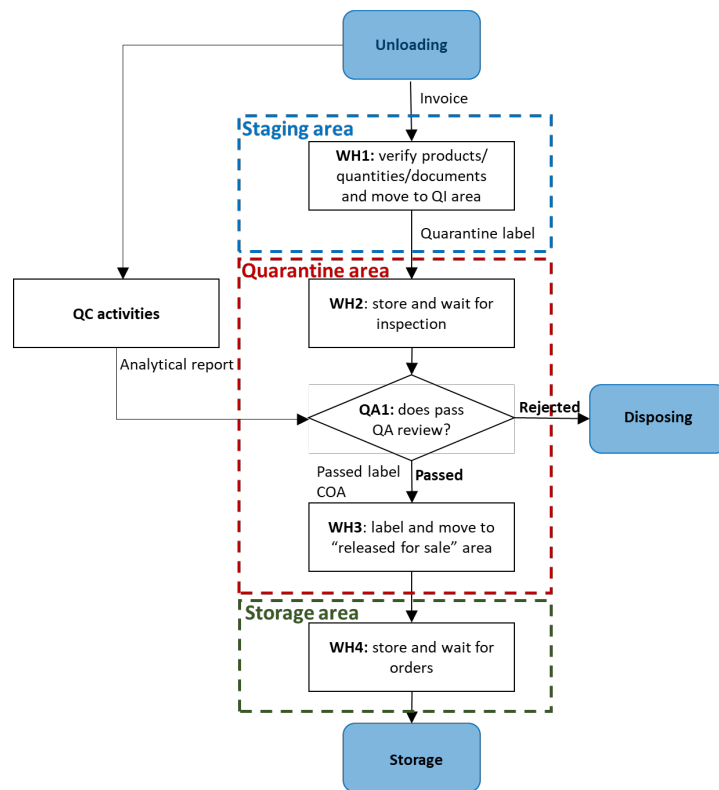 Unloading
Invoice
Staging area
WH1: verify products/
quantities/documents
and move to QI area
Quarantine label
Quarantine area
QC activities
WH2: store and wait for
inspection
Analytical report
QA1: does pass
QA review?
Rejected
Disposing
Passed label
COA
Passed
WH3: label and move to
“released for sale” area
Storage area
WH4: store and wait for
orders
Storage